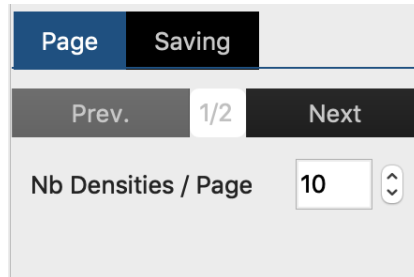 Page Saving
Prev. 1/2 Next
Nb Densities / Page 10